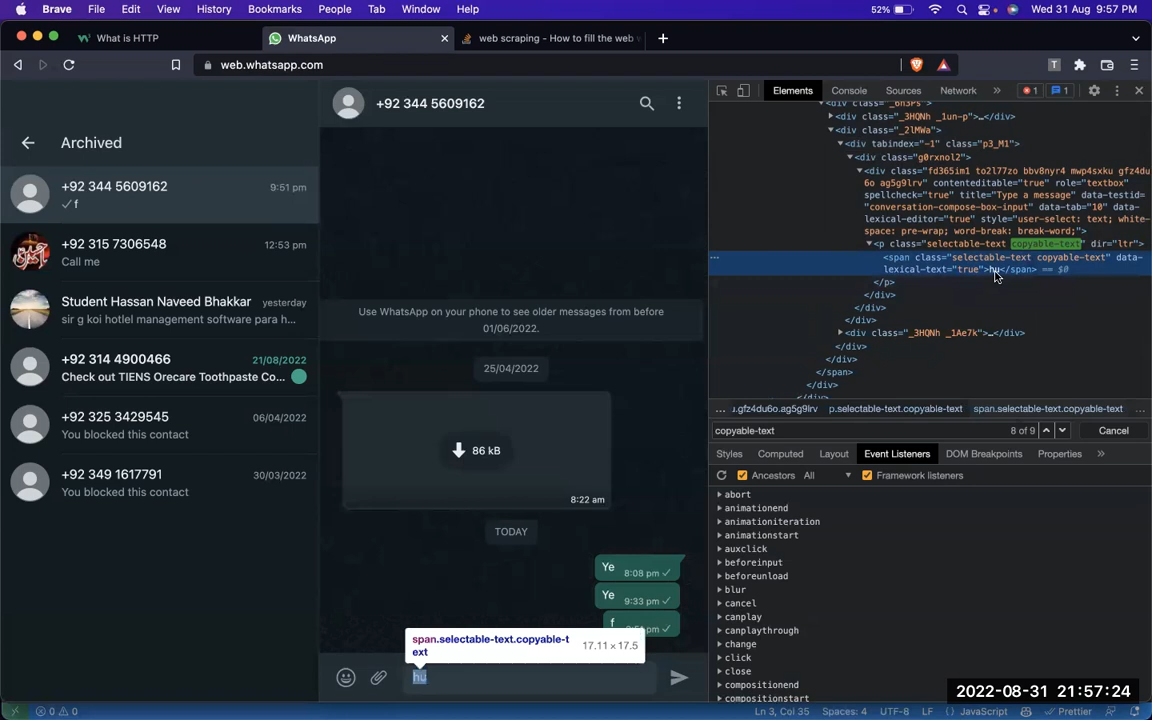 Brave File Edit View History Bookmarks People Tab Window Help 52% Wed 31 Aug 9:57 PM
What is HTTP WhatsApp web scraping - How to fill the web
web.whatsapp.com
Archived
+92 344 5609162 9:51 pm
f
+92 315 7306548 12:53 pm
Call me
Student Hassan Naveed Bhakkar yesterday
sir g koi hotlel management software para h...
+92 314 4900466 21/08/2022
Check out TIENS Orecare Toothpaste Co...
+92 325 3429545 06/04/2022
You blocked this contact
+92 349 1617791 30/03/2022
You blocked this contact
+92 344 5609162
Use WhatsApp on your phone to see older messages from before
01/06/2022.
25/04/2022
86 kB
8:22 am
TODAY
Ye 8:08 pm
Ye 9:33 pm
f
span.selectable-text.copyable-t 17.11 × 17.5
ext
hu
Elements Console Sources Network » 1 1
<div class="_3HQNh _1un-p">…</div>
<div class="_2lMWa>
<div tabindex="-1" class="p3_M1">
<div class="g0rxnol2">
<div class="fd365im1 to2l77zo bbv8nyr4 mwp4sxku gfz4du
6o ag5g9lrv" contenteditable="true" role="textbox"
spellcheck="true" title="Type a message" data-testid=
"conversation-compose-box-input" data-tab="10" data-
lexical-editor="true" style="user-select: text; white-
space: pre-wrap; word-break: break-word;">
<p class="selectable-text copyable-text" dir="ltr">
<span class="selectable-text copyable-text" data-
lexical-text="true">hu</span> == $0
</p>
</div>
</div>
</div>
<div class="_3HQNh _1Ae7k">…</div>
</div>
</div>
</span>
</div>
... u.gfz4du6o.ag5g9lrv p.selectable-text.copyable-text span.selectable-text.copyable-text ...
copyable-text 8 of 9 Cancel
Styles Computed Layout Event Listeners DOM Breakpoints Properties »
Ancestors All Framework listeners
abort
animationend
animationiteration
animationstart
auxclick
beforeinput
beforeunload
blur
cancel
canplay
canplaythrough
change
click
close
compositionend
compositionstart
2022-08-31 21:57:24
0 0 Ln 3, Col 35 Spaces: 4 UTF-8 LF {} JavaScript Prettier